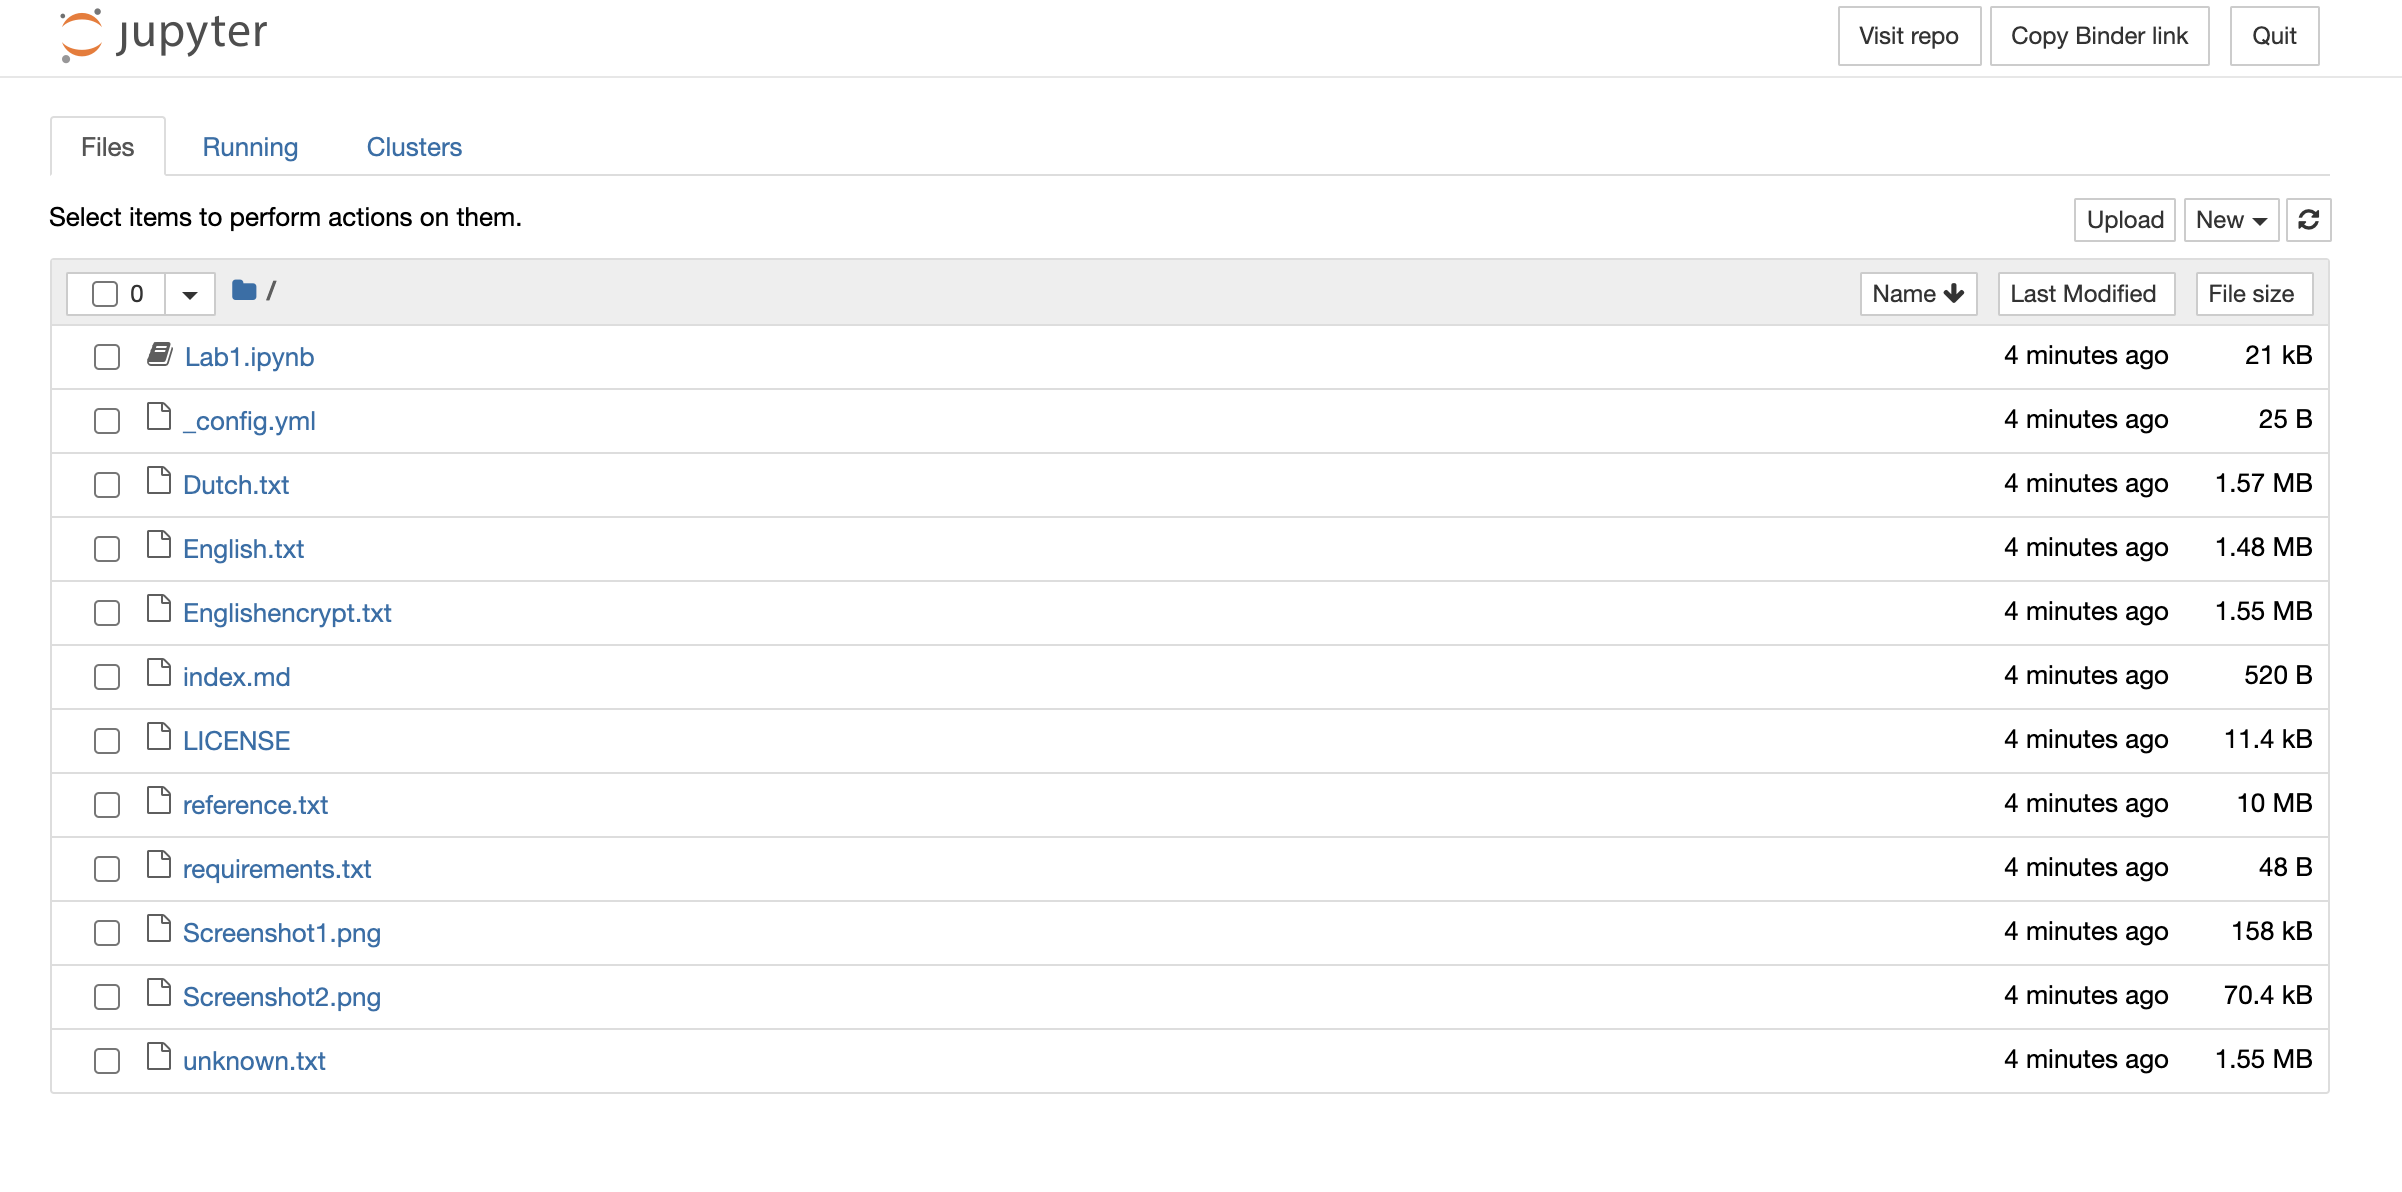 jupyter
Visit repo Copy Binder link Quit
Files Running Clusters
Select items to perform actions on them.
Upload New
0 / Name Last Modified File size
Lab1.ipynb 4 minutes ago 21 kB
_config.yml 4 minutes ago 25 B
Dutch.txt 4 minutes ago 1.57 MB
English.txt 4 minutes ago 1.48 MB
Englishencrypt.txt 4 minutes ago 1.55 MB
index.md 4 minutes ago 520 B
LICENSE 4 minutes ago 11.4 kB
reference.txt 4 minutes ago 10 MB
requirements.txt 4 minutes ago 48 B
Screenshot1.png 4 minutes ago 158 kB
Screenshot2.png 4 minutes ago 70.4 kB
unknown.txt 4 minutes ago 1.55 MB